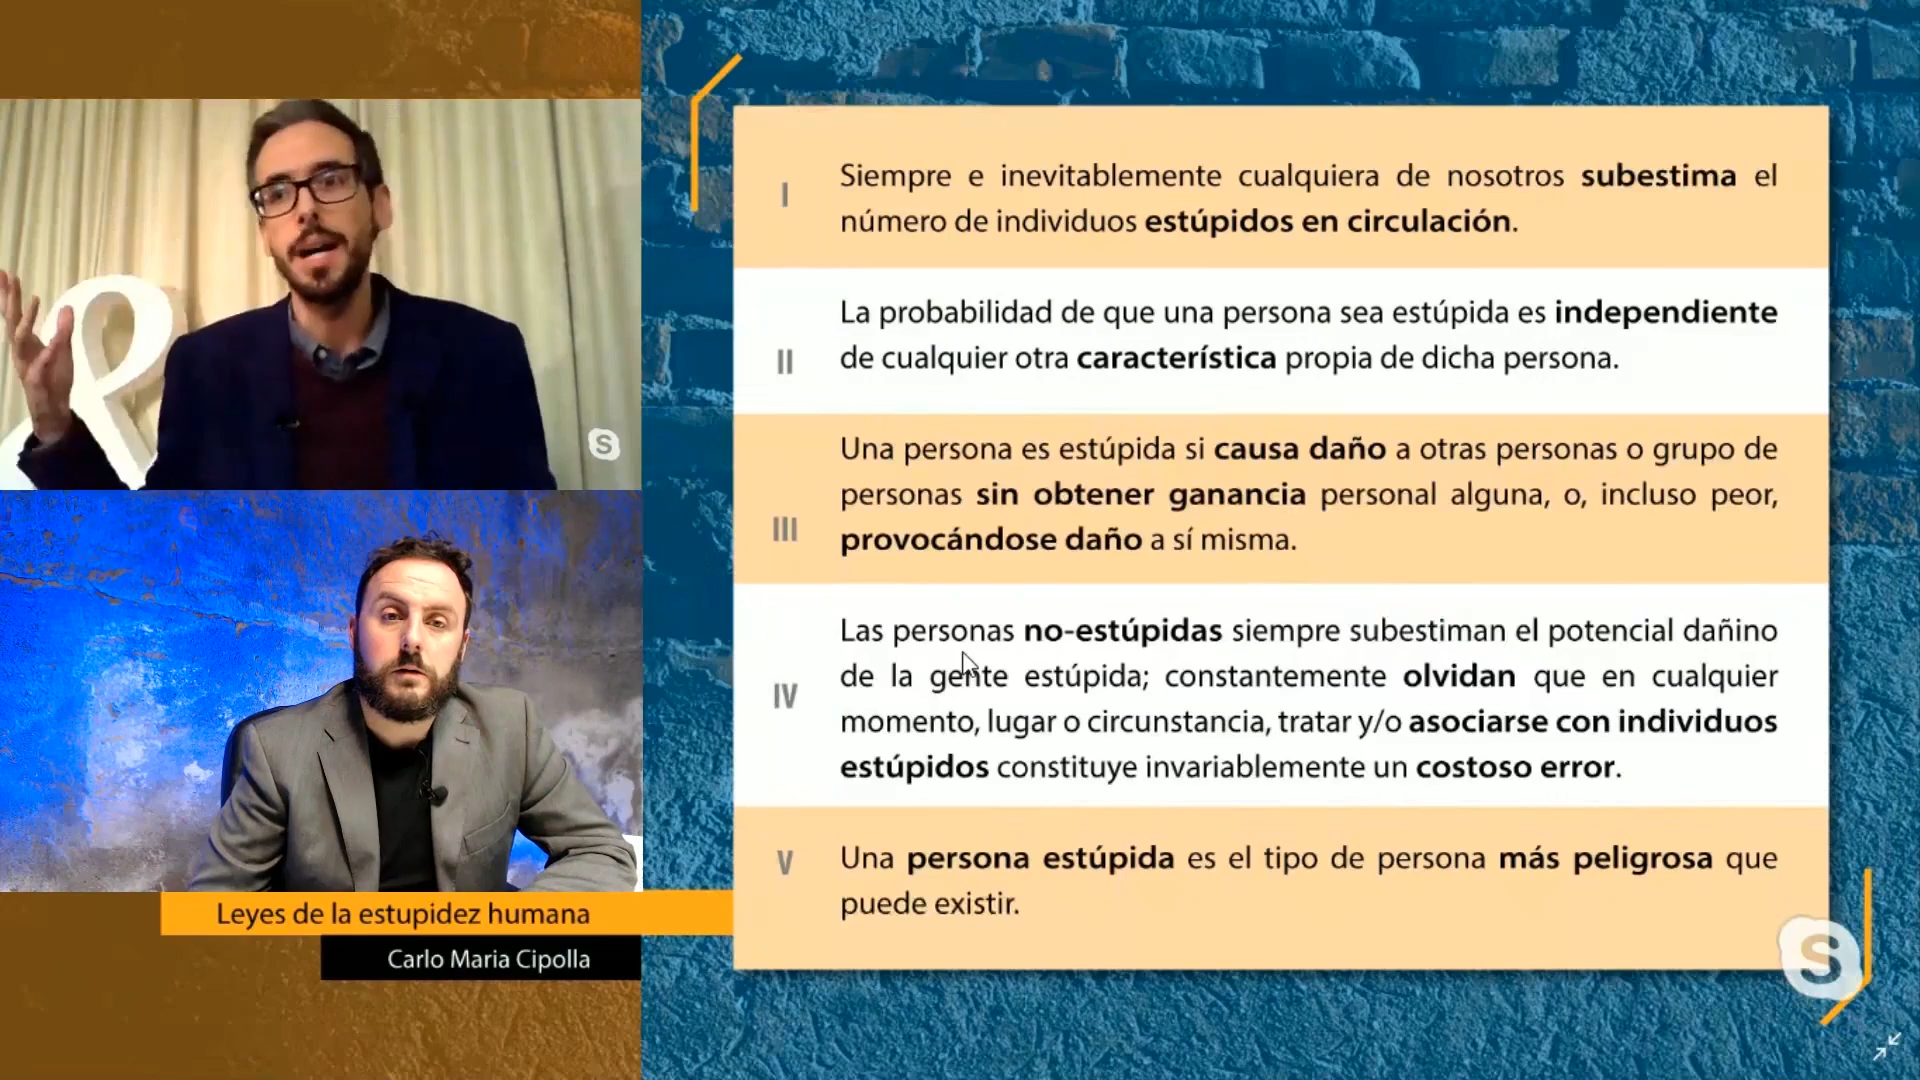 I
Siempre e inevitablemente cualquiera de nosotros subestima el
número de individuos estúpidos en circulación.
II
La probabilidad de que una persona sea estúpida es independiente
de cualquier otra característica propia de dicha persona.
III
Una persona es estúpida si causa daño a otras personas o grupo de
personas sin obtener ganancia personal alguna, o, incluso peor,
provocándose daño a sí misma.
IV
Las personas no-estúpidas siempre subestiman el potencial dañino
de la gente estúpida; constantemente olvidan que en cualquier
momento, lugar o circunstancia, tratar y/o asociarse con individuos
estúpidos constituye invariablemente un costoso error.
V
Una persona estúpida es el tipo de persona más peligrosa que
puede existir.
Leyes de la estupidez humana
Carlo Maria Cipolla
S
S